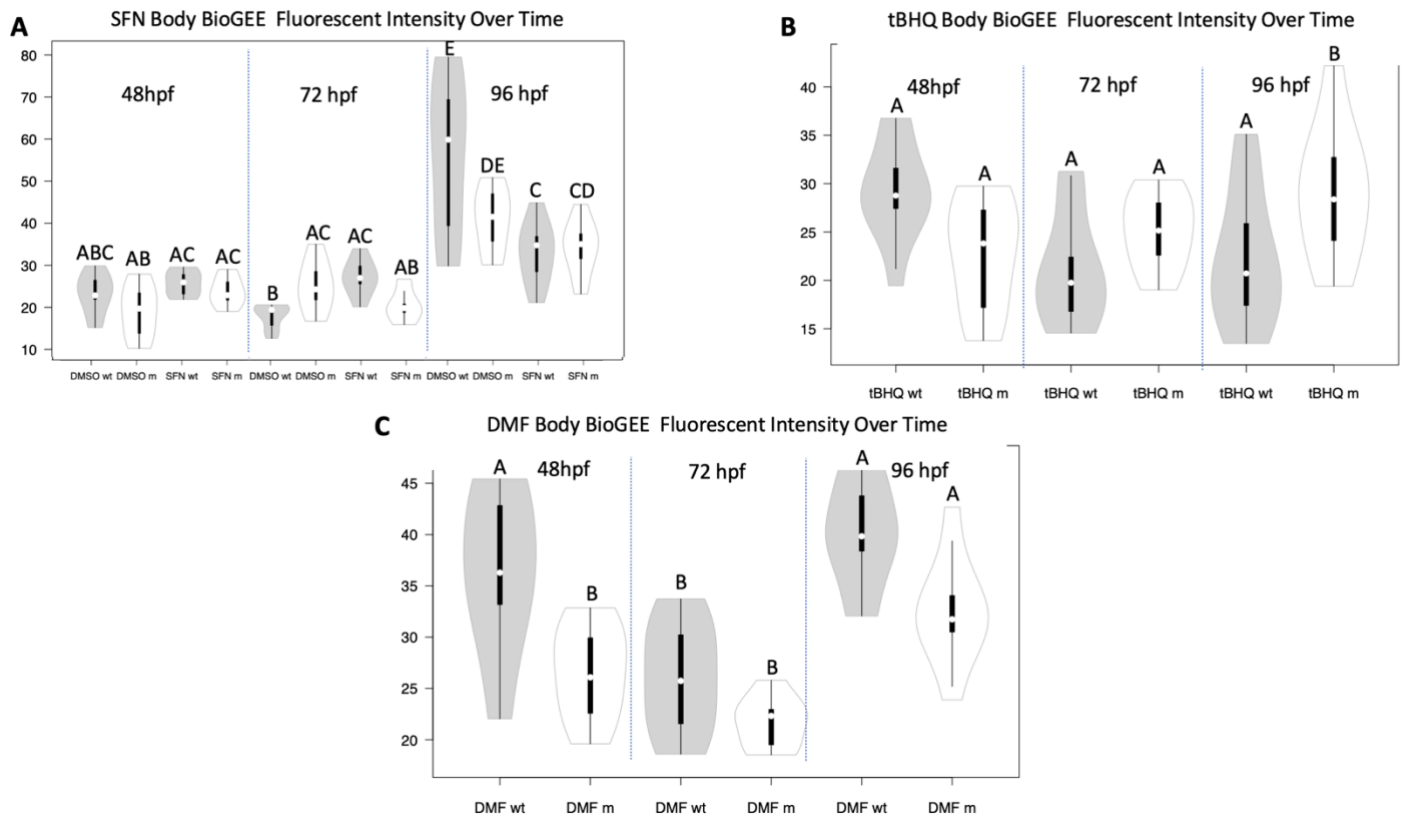 A
SFN Body BioGEE Fluorescent Intensity Over Time
80
70
60
50
40
30
20
10
48hpf
72 hpf
96 hpf
ABC
AB
AC
AC
B
AC
AC
AB
E
DE
C
CD
DMSO wt DMSO m SFN wt SFN m DMSO wt DMSO m SFN wt SFN m DMSO wt DMSO m SFN wt SFN m
B
tBHQ Body BioGEE Fluorescent Intensity Over Time
40
35
30
25
20
15
48hpf
72 hpf
96 hpf
A
A
A
A
A
B
tBHQ wt tBHQ m tBHQ wt tBHQ m tBHQ wt tBHQ m
C
DMF Body BioGEE Fluorescent Intensity Over Time
45
40
35
30
25
20
48hpf
72 hpf
96 hpf
A
B
B
B
A
A
DMF wt DMF m DMF wt DMF m DMF wt DMF m